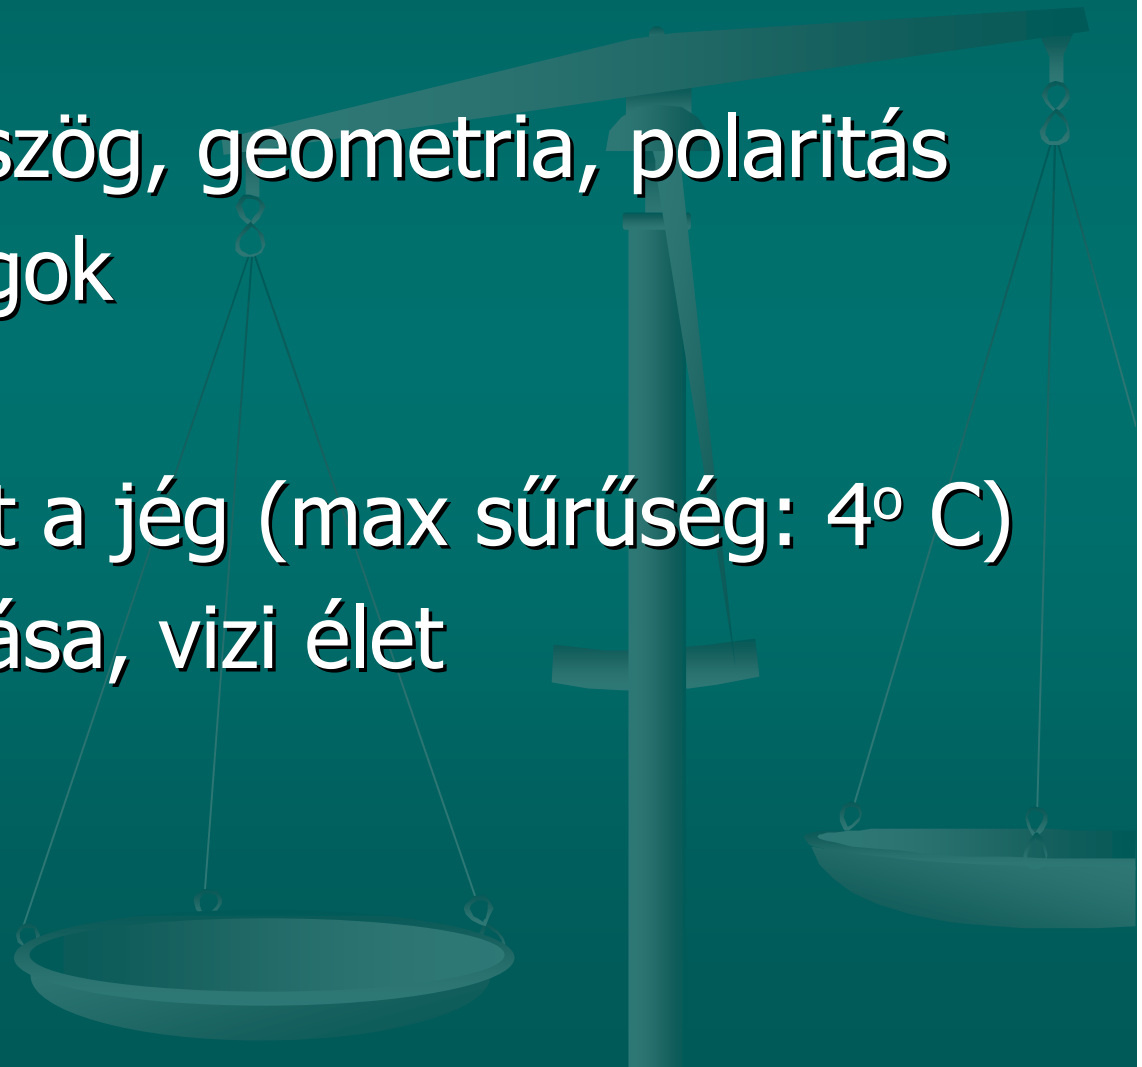 szög, geometria, polaritás
gok
t a jég (max sűrűség: 4º C)
ása, vizi élet